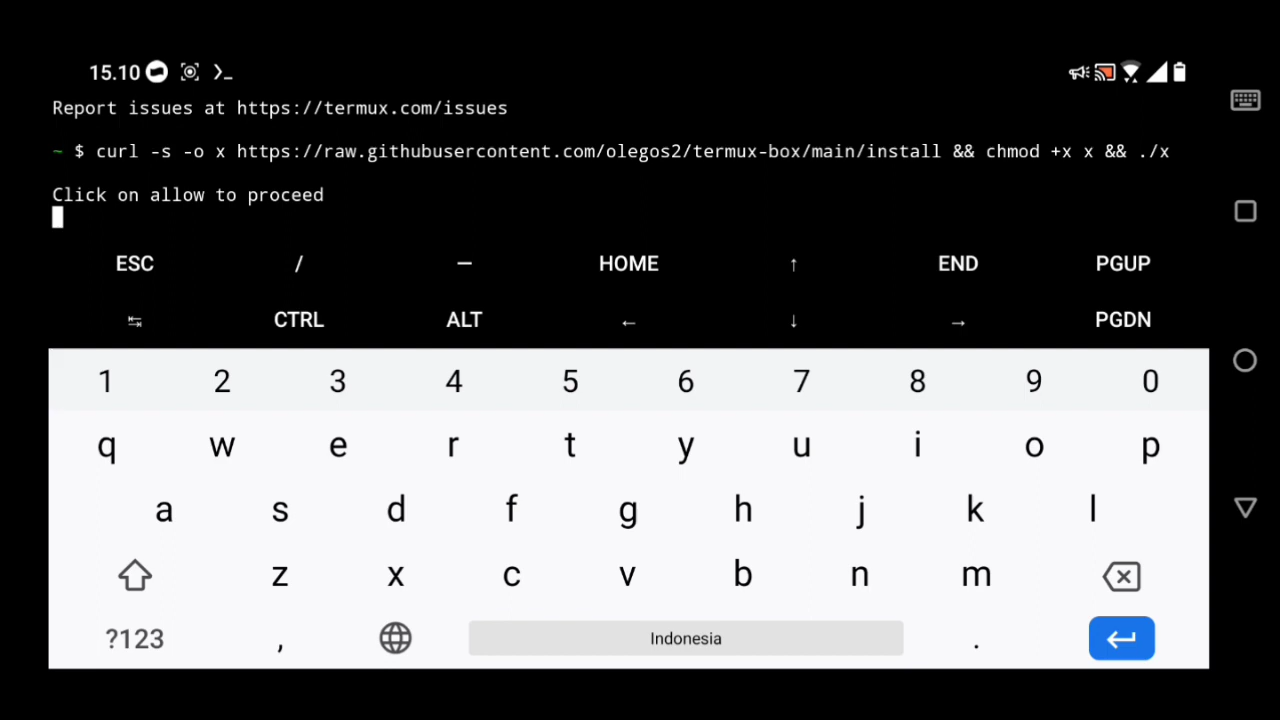 15.10
Report issues at https://termux.com/issues
~ $ curl -s -o x https://raw.githubusercontent.com/olegos2/termux-box/main/install && chmod +x x && ./x
Click on allow to proceed
ESC / — HOME ↑ END PGUP
↹ CTRL ALT ← ↓ → PGDN
1 2 3 4 5 6 7 8 9 0
q w e r t y u i o p
a s d f g h j k l
z x c v b n m
?123 , Indonesia .